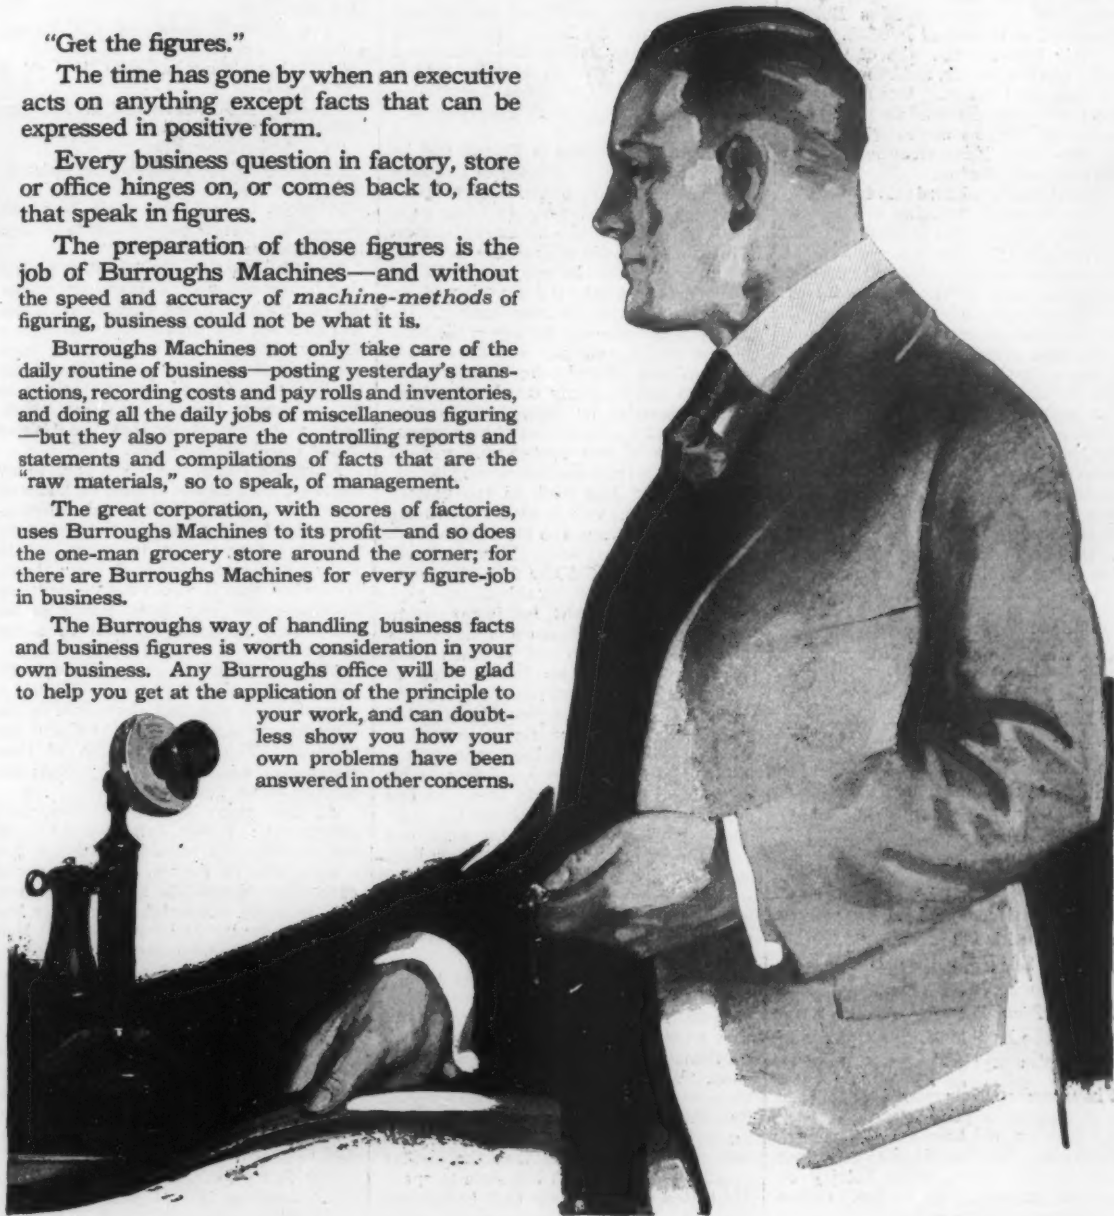 “Get the figures.”
The time has gone by when an executive
acts on anything except facts that can be
expressed in positive form.
Every business question in factory, store
or office hinges on, or comes back to, facts
that speak in figures.
The preparation of those figures is the
job of Burroughs Machines—and without
the speed and accuracy of machine-methods of
figuring, business could not be what it is.
Burroughs Machines not only take care of the
daily routine of business—posting yesterday's trans-
actions, recording costs and pay rolls and inventories,
and doing all the daily jobs of miscellaneous figuring
—but they also prepare the controlling reports and
statements and compilations of facts that are the
“raw materials,” so to speak, of management.
The great corporation, with scores of factories,
uses Burroughs Machines to its profit—and so does
the one-man grocery store around the corner; for
there are Burroughs Machines for every figure-job
in business.
The Burroughs way of handling business facts
and business figures is worth consideration in your
own business. Any Burroughs office will be glad
to help you get at the application of the principle to
your work, and can doubt-
less show you how your
own problems have been
answered in other concerns.